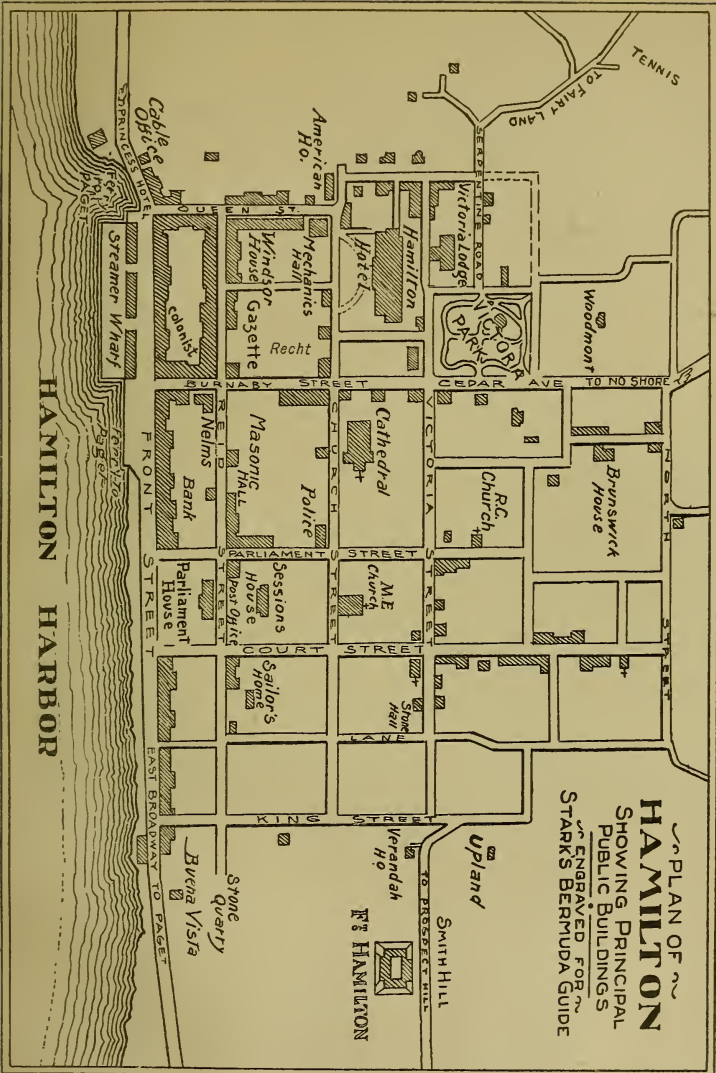 PLAN OF
HAMILTON
SHOWING PRINCIPAL
PUBLIC BUILDINGS
ENGRAVED FOR
STARK'S BERMUDA GUIDE
TENNIS
TO FAIRY LAND
SERPENTINE ROAD
Woodmont
TO NO SHORE
NORTH STREET
Brunswick
House
Upland
SMITH HILL
TO PROSPECT HILL
FT HAMILTON
Verandah
Ho
Victoria Lodge
VICTORIA
PARK
CEDAR AVE
R.C.
Church
VICTORIA STREET
American
Ho.
Hamilton
Hotel
Cathedral
M.E
Church
Stone
Hall
CHURCH STREET
Mechanics
Hall
Windsor
House
Gazette
Recht
Masonic
HALL
Police
Sessions
House
Post Office
Sailor's
Home
REID STREET
Stone
Quarry
Cable
Office
TO PRINCESS HOTEL
QUEEN ST.
Colonist
BURNABY STREET
Nelms
Bank
PARLIAMENT STREET
Parliament
House
COURT STREET
LANE
KING STREET
Buena Vista
Steamer Wharf
FRONT STREET
EAST BROADWAY TO PAGET
HAMILTON HARBOR